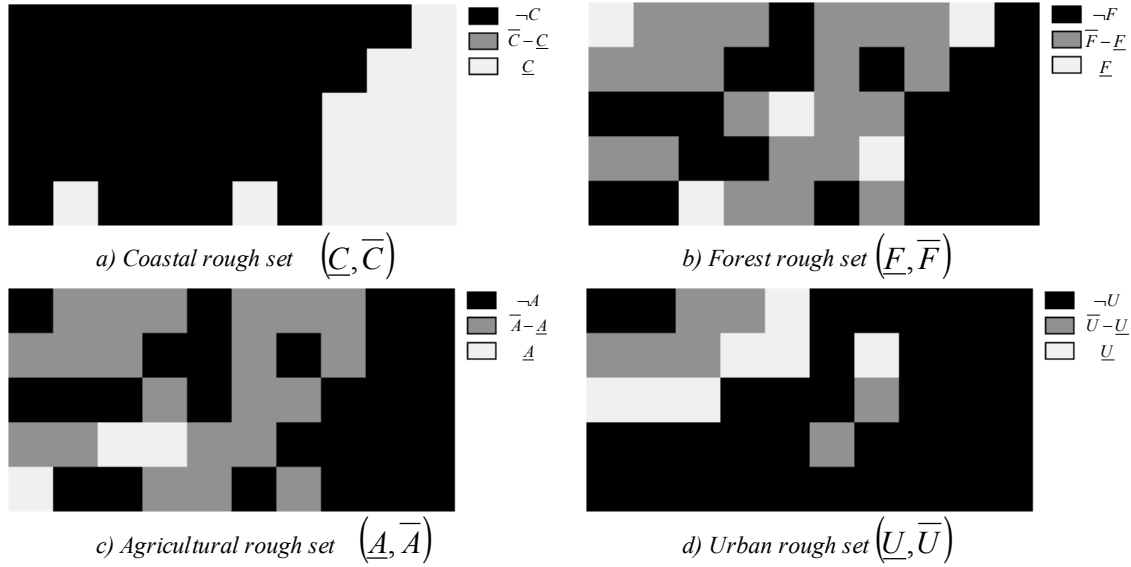 ¬C
C̅ − C̲
C̲
¬F
F̅ − F̲
F̲
a) Coastal rough set (C̲, C̅)
b) Forest rough set (F̲, F̅)
¬A
A̅ − A̲
A̲
¬U
U̅ − U̲
U̲
c) Agricultural rough set (A̲, A̅)
d) Urban rough set (U̲, U̅)